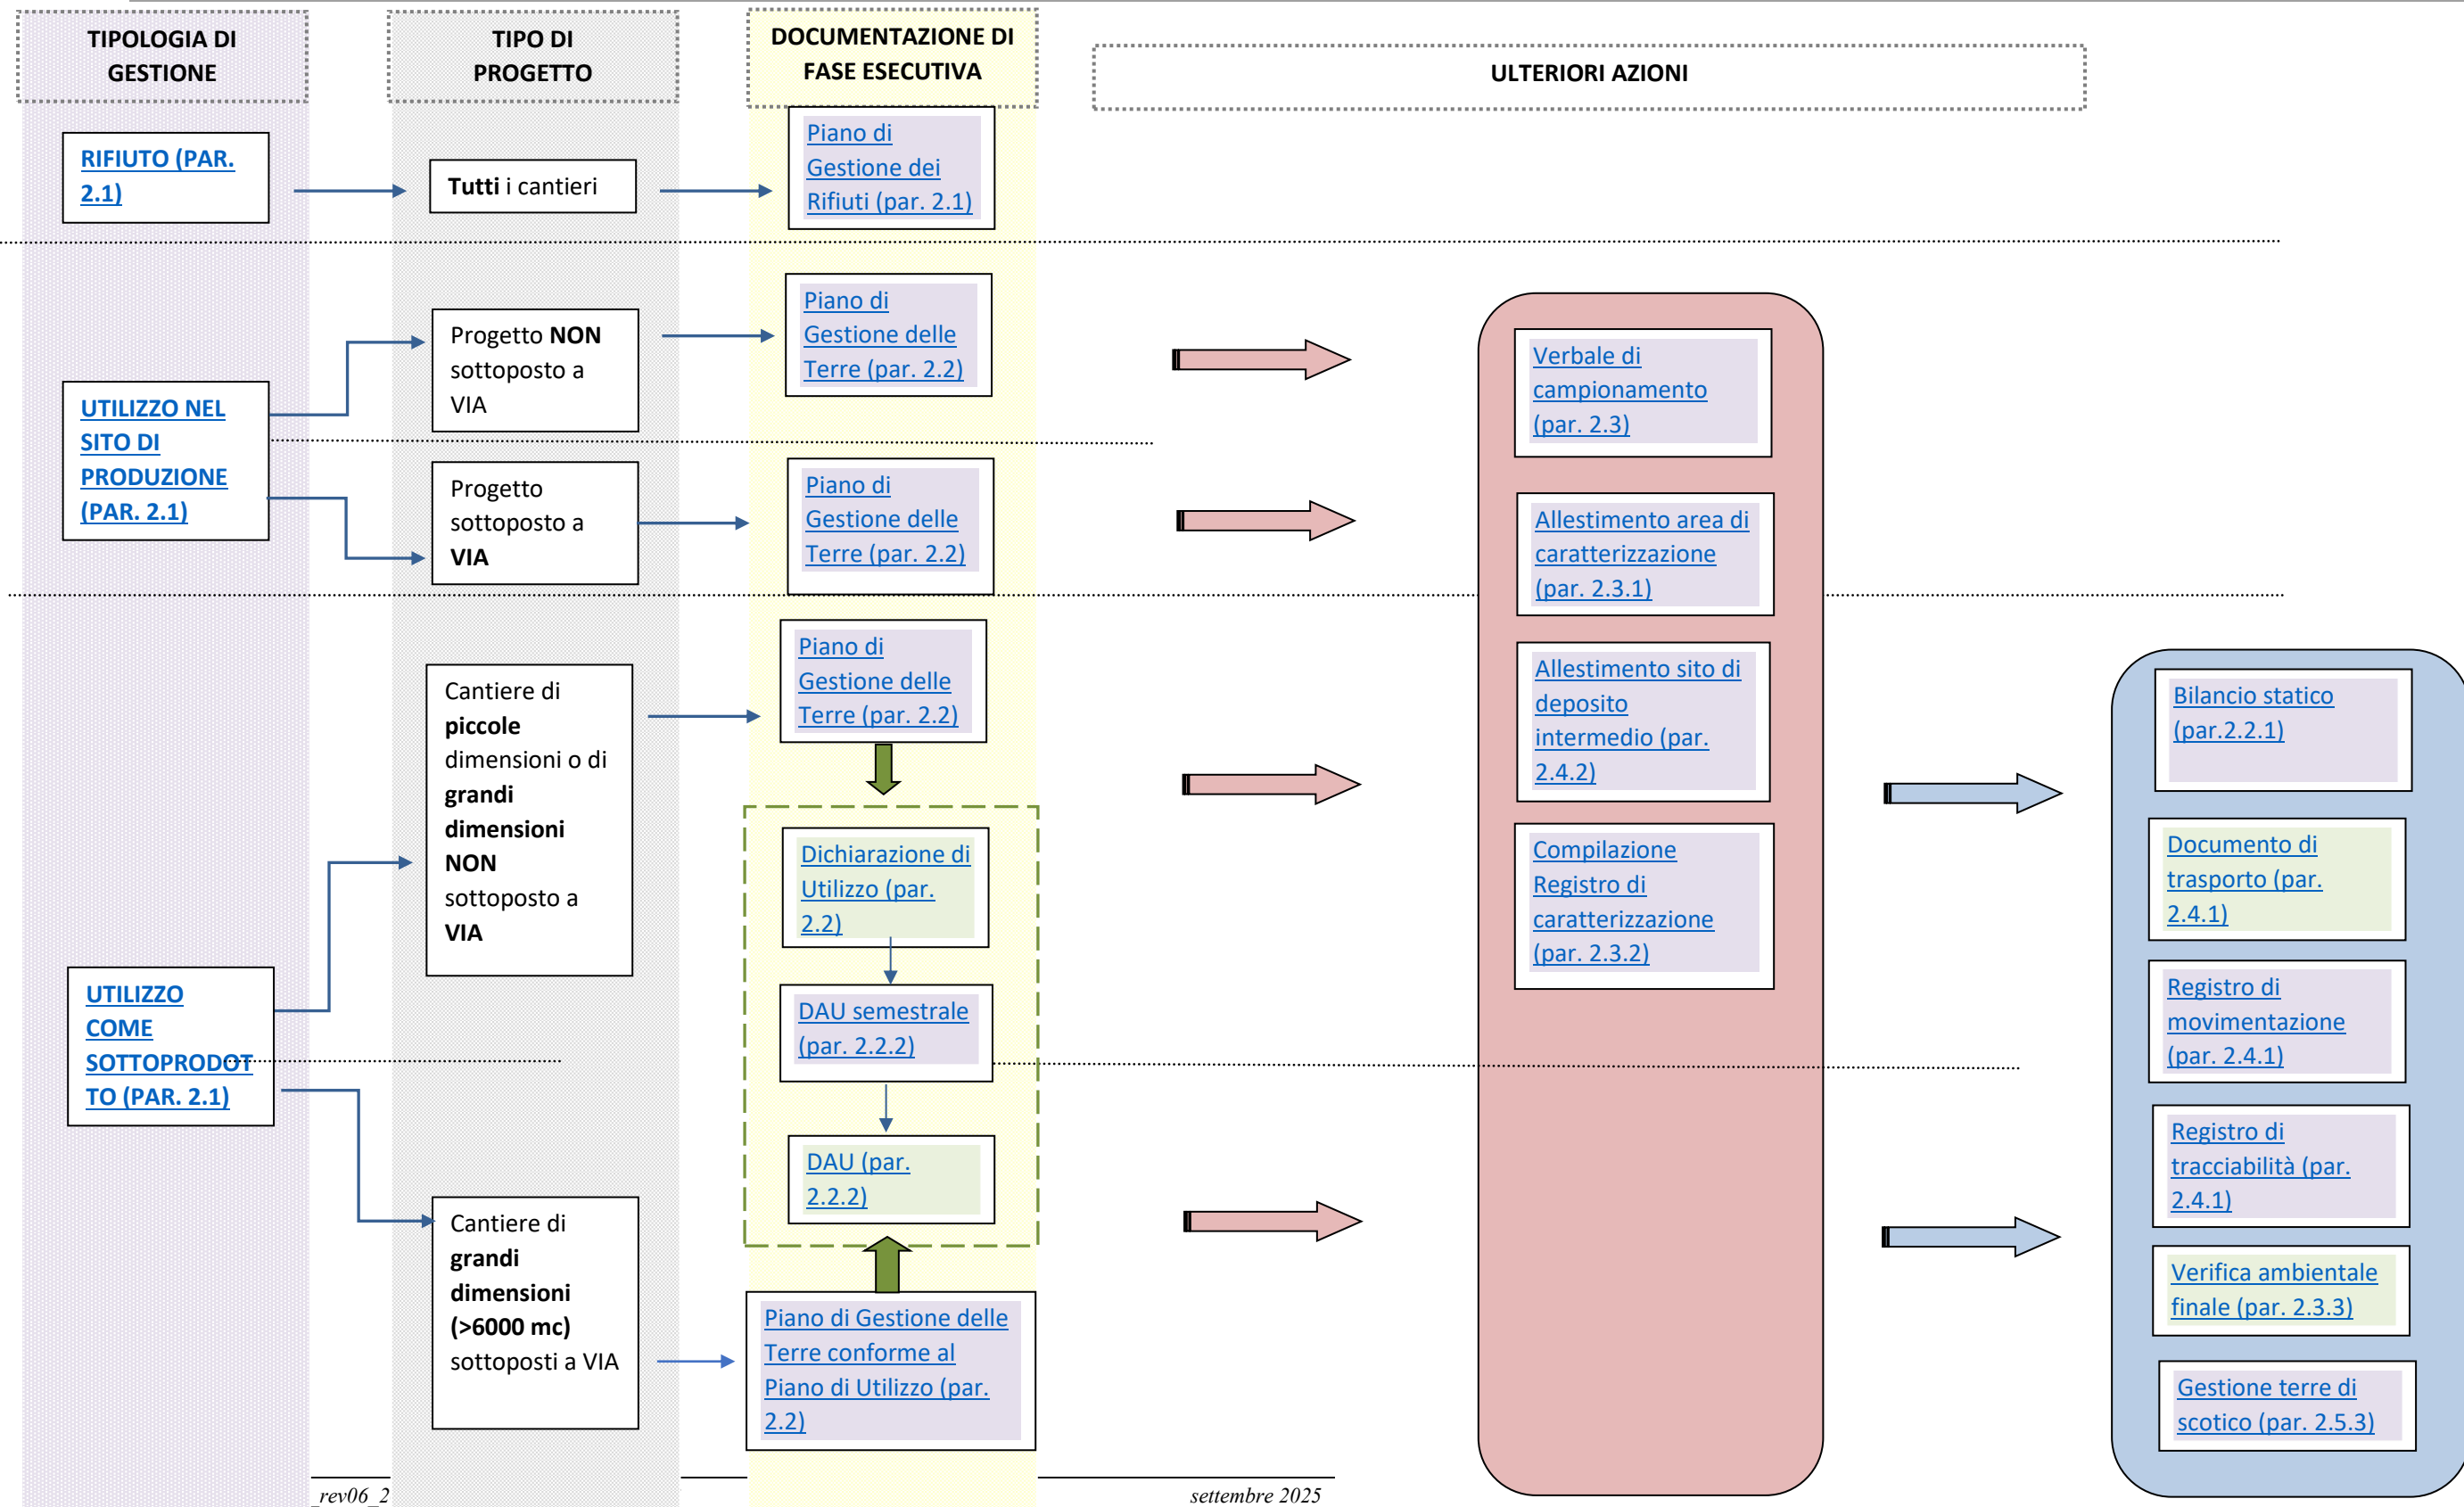 TIPOLOGIA DI
GESTIONE
TIPO DI
PROGETTO
DOCUMENTAZIONE DI
FASE ESECUTIVA
ULTERIORI AZIONI
RIFIUTO (PAR.
2.1)
Tutti i cantieri
Piano di
Gestione dei
Rifiuti (par. 2.1)
UTILIZZO NEL
SITO DI
PRODUZIONE
(PAR. 2.1)
Progetto NON
sottoposto a
VIA
Piano di
Gestione delle
Terre (par. 2.2)
Progetto
sottoposto a
VIA
Piano di
Gestione delle
Terre (par. 2.2)
UTILIZZO
COME
SOTTOPRODOT
TO (PAR. 2.1)
Cantiere di
piccole
dimensioni o di
grandi
dimensioni
NON
sottoposto a
VIA
Piano di
Gestione delle
Terre (par. 2.2)
Dichiarazione di
Utilizzo (par.
2.2)
DAU semestrale
(par. 2.2.2)
DAU (par.
2.2.2)
Cantiere di
grandi
dimensioni
(>6000 mc)
sottoposti a VIA
Piano di Gestione delle
Terre conforme al
Piano di Utilizzo (par.
2.2)
Verbale di
campionamento
(par. 2.3)
Allestimento area di
caratterizzazione
(par. 2.3.1)
Allestimento sito di
deposito
intermedio (par.
2.4.2)
Compilazione
Registro di
caratterizzazione
(par. 2.3.2)
Bilancio statico
(par.2.2.1)
Documento di
trasporto (par.
2.4.1)
Registro di
movimentazione
(par. 2.4.1)
Registro di
tracciabilità (par.
2.4.1)
Verifica ambientale
finale (par. 2.3.3)
Gestione terre di
scotico (par. 2.5.3)
_rev06_2
settembre 2025